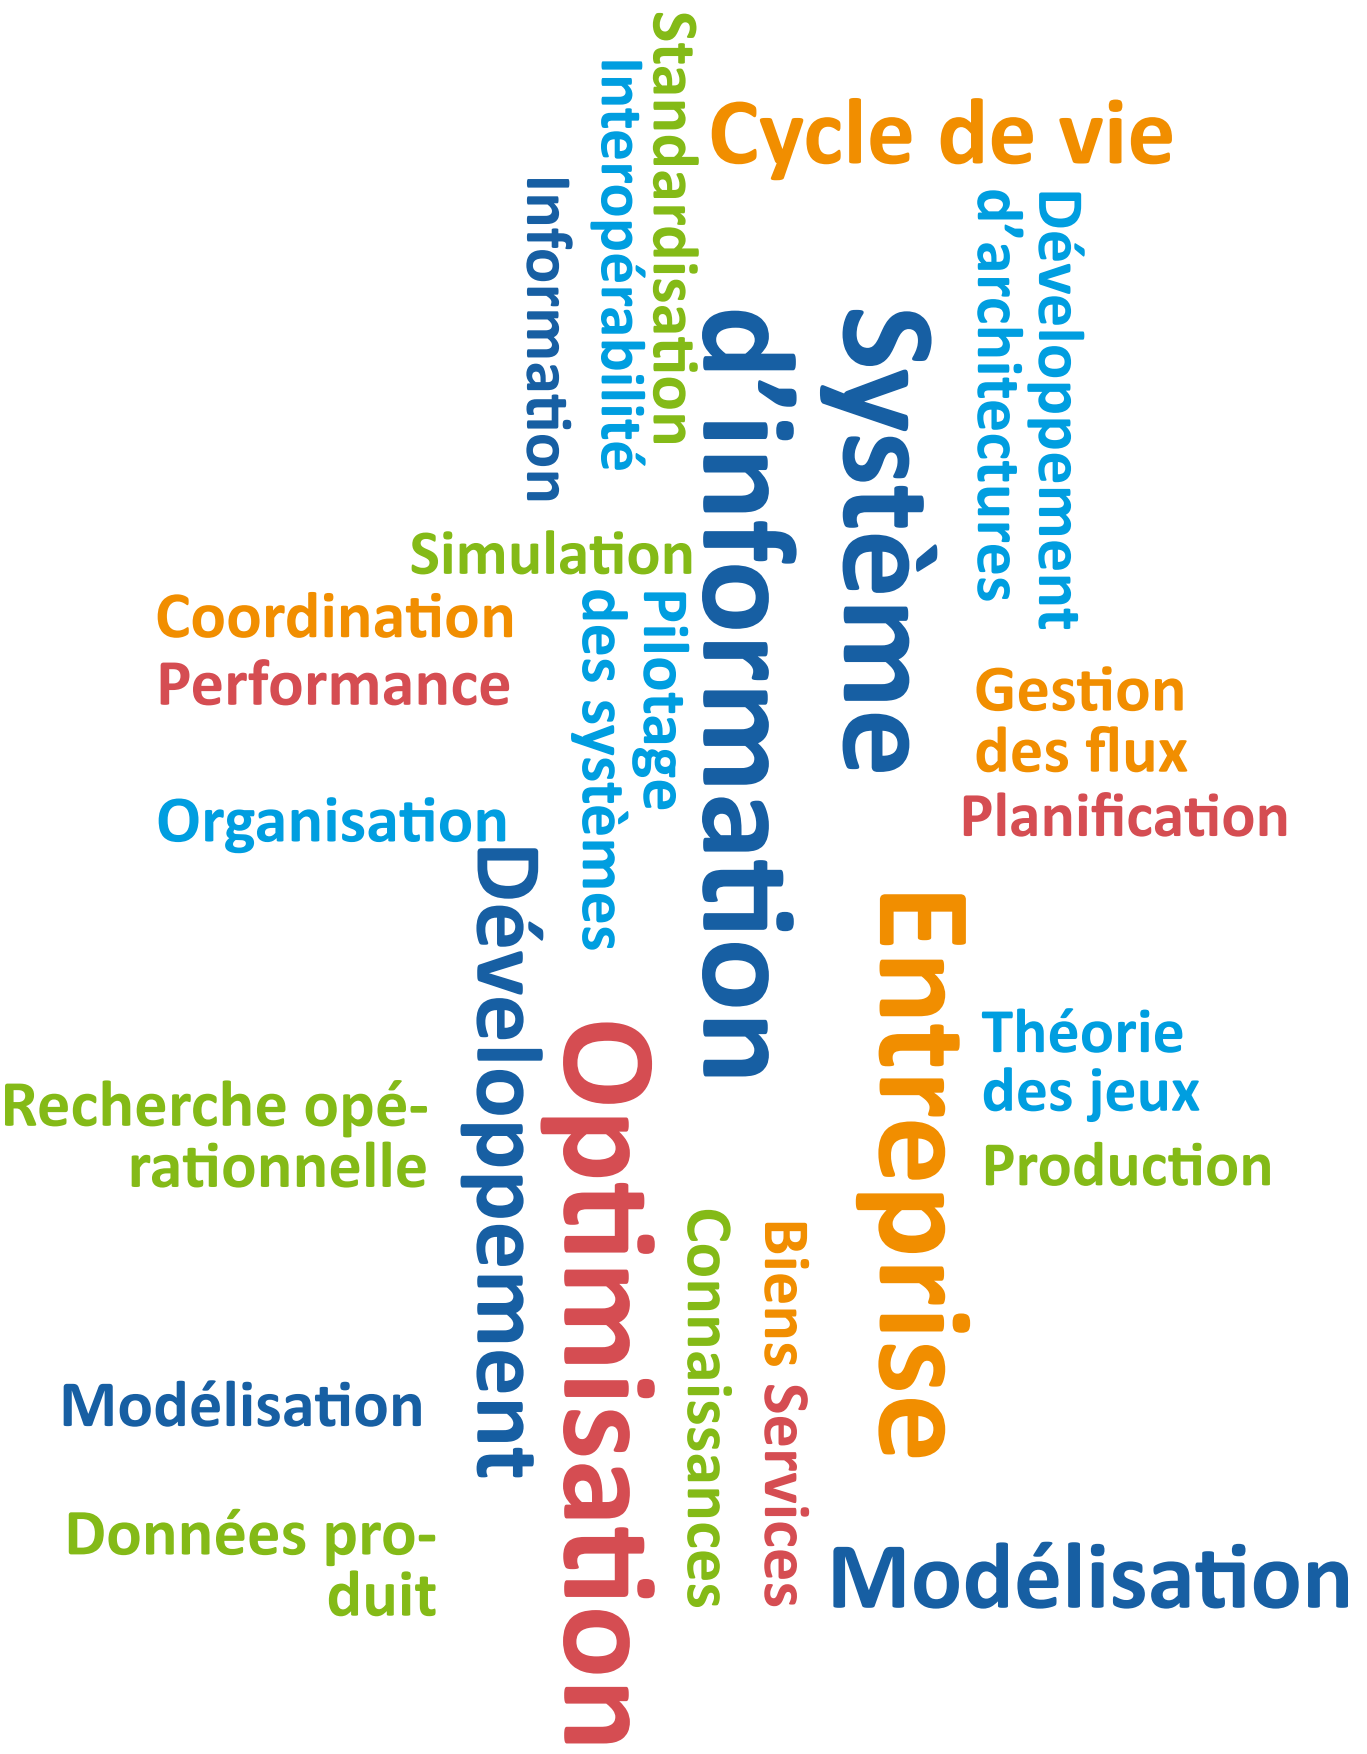 Standardisation
Interopérabilité
Information
Cycle de vie
Développement
d’architectures
Système
d’information
Simulation
Coordination
Performance
Pilotage
des systèmes
Organisation
Gestion
des flux
Planification
Développement
Entreprise
Optimisation
Théorie
des jeux
Production
Recherche opé-
rationnelle
Connaissances
Biens Services
Modélisation
Données pro-
duit
Modélisation